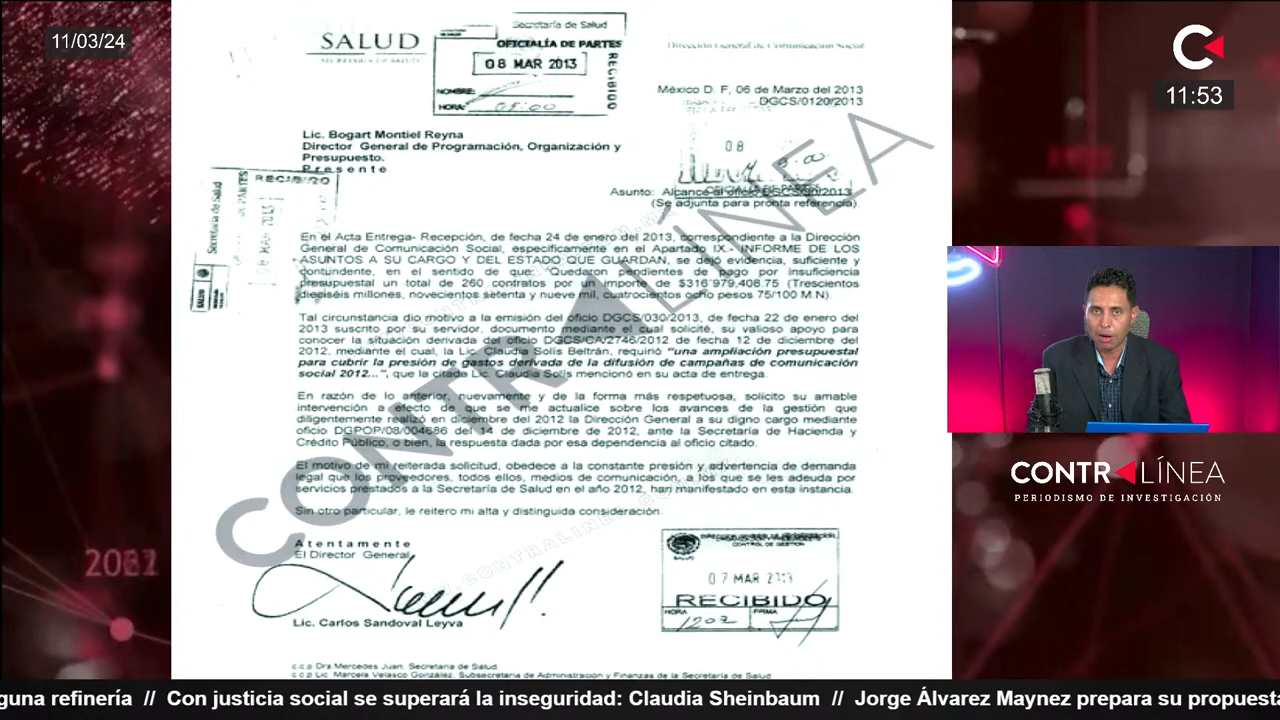 11/03/24
SALUD
SECRETARÍA DE SALUD
Secretaría de Salud
OFICIALÍA DE PARTES
08 MAR 2013
RECIBIDO
NOMBRE:
HORA:
Dirección General de Comunicación Social
11:53
México D. F, 06 de Marzo del 2013
DGCS/0120/2013
Lic. Bogart Montiel Reyna
Director General de Programación, Organización y
Presupuesto.
Presente
08
RECIBIDO
Secretaría de Salud
Asunto: Alcance al oficio DGCS/030/2013
(Se adjunta para pronta referencia)
En el Acta Entrega- Recepción, de fecha 24 de enero del 2013, correspondiente a la Dirección
General de Comunicación Social, específicamente en el Apartado IX.- INFORME DE LOS
ASUNTOS A SU CARGO Y DEL ESTADO QUE GUARDAN, se dejó evidencia, suficiente y
contundente, en el sentido de que: "Quedaron pendientes de pago por insuficiencia
presupuestal un total de 260 contratos por un importe de $316'979,408.75 (Trescientos
dieciséis millones, novecientos setenta y nueve mil, cuatrocientos ocho pesos 75/100 M.N)
Tal circunstancia dio motivo a la emisión del oficio DGCS/030/2013, de fecha 22 de enero del
2013 suscrito por su servidor, documento mediante el cual solicité, su valioso apoyo para
conocer la situación derivada del oficio DGCS/CA/2746/2012 de fecha 12 de diciembre del
2012, mediante el cual, la Lic. Claudia Solís Beltrán, requirió "una ampliación presupuestal
para cubrir la presión de gastos derivada de la difusión de campañas de comunicación
social 2012...", que la citada Lic. Claudia Solís mencionó en su acta de entrega.
En razón de lo anterior, nuevamente y de la forma más respetuosa, solicito su amable
intervención a efecto de que se me actualice sobre los avances de la gestión que
diligentemente realizó en diciembre del 2012 la Dirección General a su digno cargo mediante
oficio DGPOP/08/004686 del 14 de diciembre de 2012, ante la Secretaría de Hacienda y
Crédito Público, o bien, la respuesta dada por esa dependencia al oficio citado.
El motivo de mi reiterada solicitud, obedece a la constante presión y advertencia de demanda
legal que los proveedores, todos ellos, medios de comunicación, a los que se les adeuda por
servicios prestados a la Secretaría de Salud en el año 2012, han manifestado en esta instancia.
Sin otro particular, le reitero mi alta y distinguida consideración.
Atentamente
El Director General
Lic. Carlos Sandoval Leyva
CONTROL DE GESTIÓN
SALUD
07 MAR 2013
RECIBIDO
HORA
FIRMA
c.c.p Dra Mercedes Juan. Secretaria de Salud.
c.c.p Lic. Marcela Velasco González. Subsecretaria de Administración y Finanzas de la Secretaría de Salud
CONTRALÍNEA
CONTRALÍNEA
PERIODISMO DE INVESTIGACIÓN
guna refinería // Con justicia social se superará la inseguridad: Claudia Sheinbaum // Jorge Álvarez Maynez prepara su propuesta